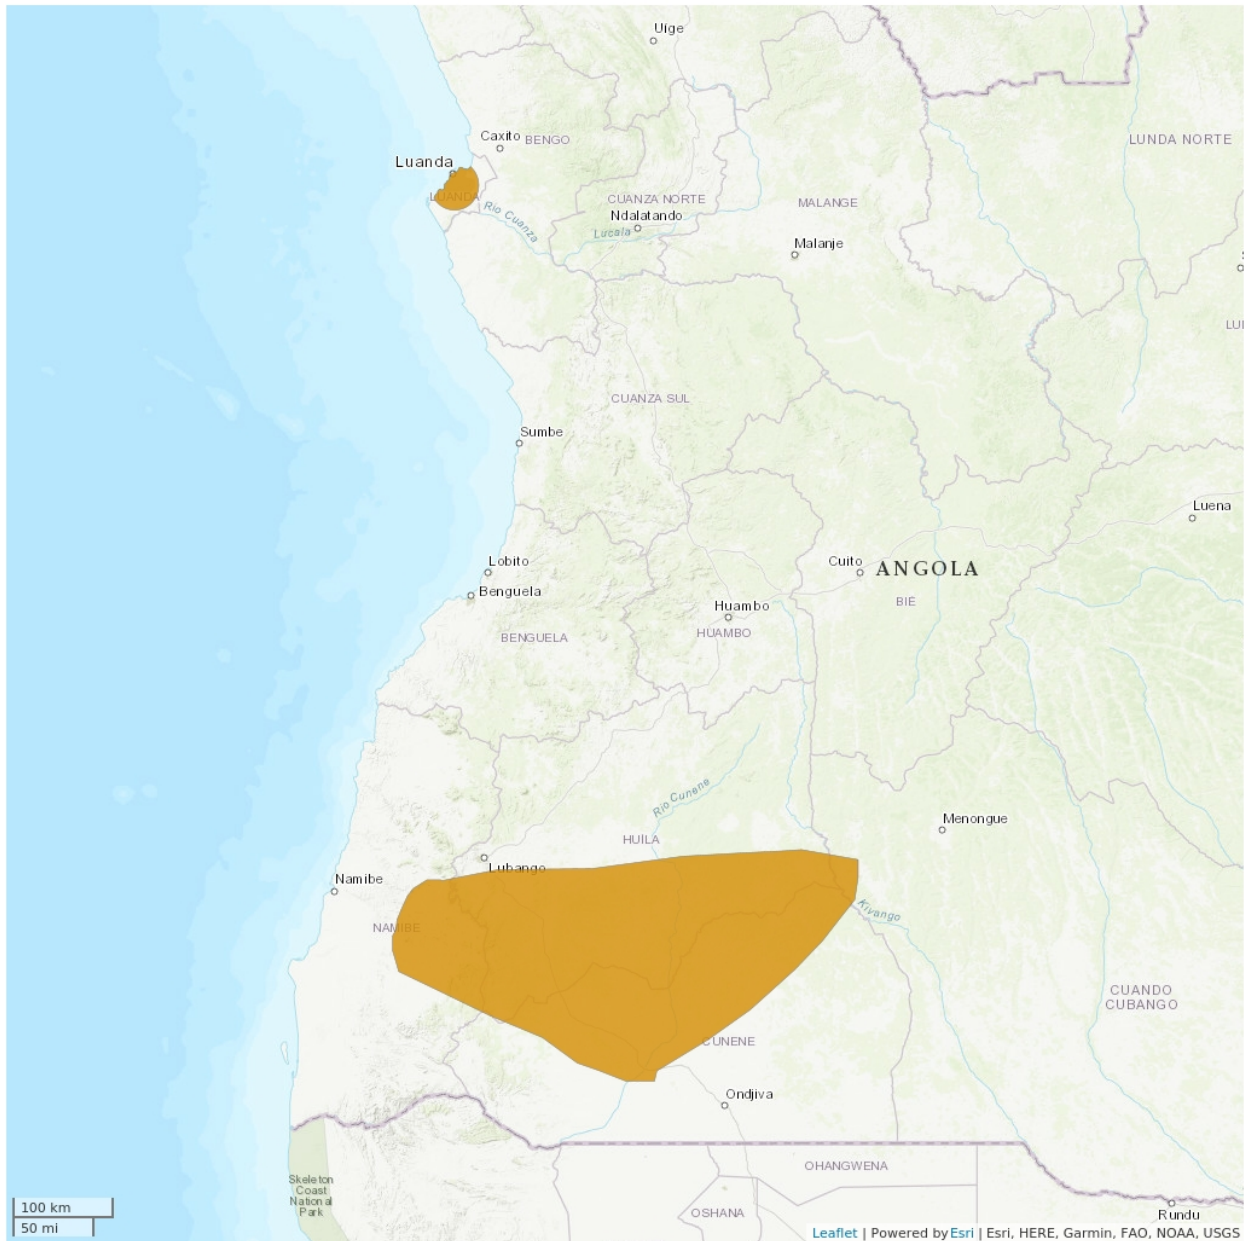 Uíge
Caxito
BENGO
LUNDA NORTE
Luanda
LUANDA
CUANZA NORTE
MALANGE
Rio Cuanza
Ndalatando
Lucala
Malanje
CUANZA SUL
Sumbe
Luena
Lobito
Cuito
ANGOLA
Benguela
BIÉ
Huambo
BENGUELA
HUAMBO
Rio Cunene
Menongue
HUÍLA
Lubango
Namibe
Kivango
NAMIBE
CUANDO
CUBANGO
CUNENE
Ondjiva
OHANGWENA
Skeleton
Coast
National
Park
OSHANA
Rundu
100 km
50 mi
Leaflet | Powered by Esri | Esri, HERE, Garmin, FAO, NOAA, USGS